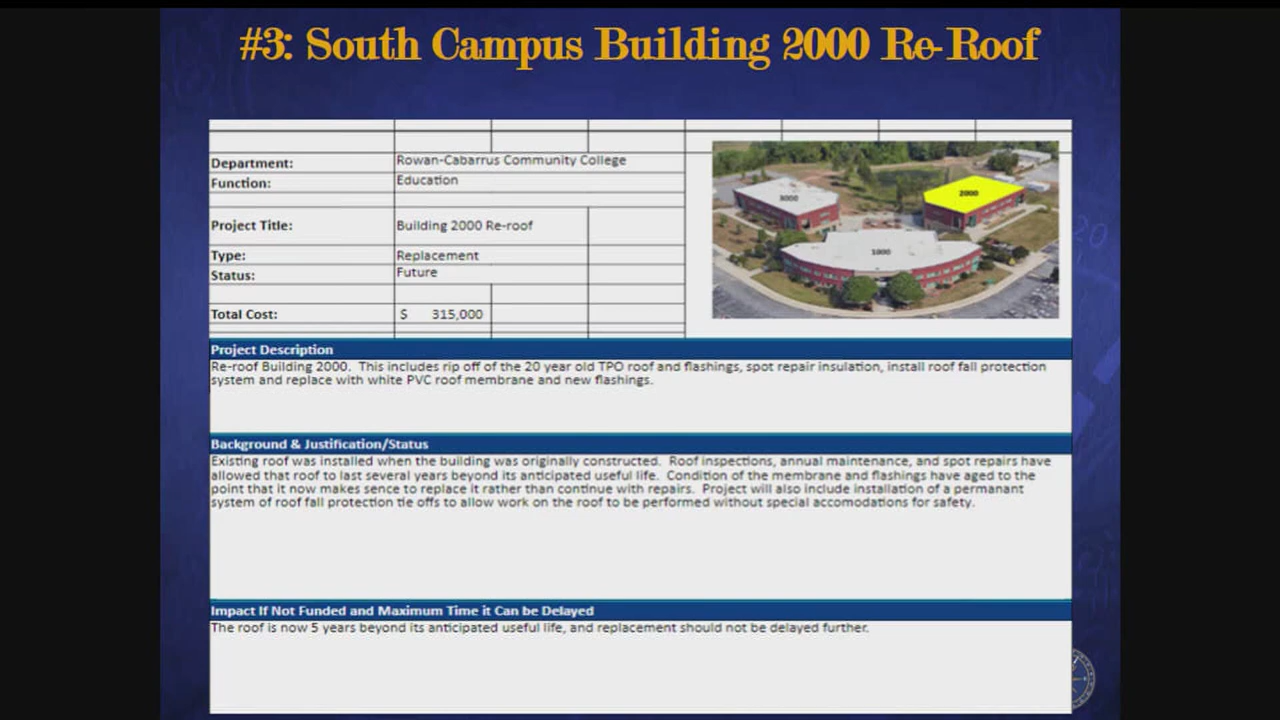 #3: South Campus Building 2000 Re-Roof
Department: Rowan-Cabarrus Community College
Function: Education
Project Title: Building 2000 Re-roof
Type: Replacement
Status: Future
Total Cost: $ 315,000
3000
2000
1000
Project Description
Re-roof Building 2000. This includes rip off of the 20 year old TPO roof and flashings, spot repair insulation, install roof fall protection
system and replace with white PVC roof membrane and new flashings.
Background & Justification/Status
Existing roof was installed when the building was originally constructed. Roof inspections, annual maintenance, and spot repairs have
allowed that roof to last several years beyond its anticipated useful life. Condition of the membrane and flashings have aged to the
point that it now makes sence to replace it rather than continue with repairs. Project will also include installation of a permanant
system of roof fall protection tie offs to allow work on the roof to be performed without special accomodations for safety.
Impact If Not Funded and Maximum Time it Can be Delayed
The roof is now 5 years beyond its anticipated useful life, and replacement should not be delayed further.
20